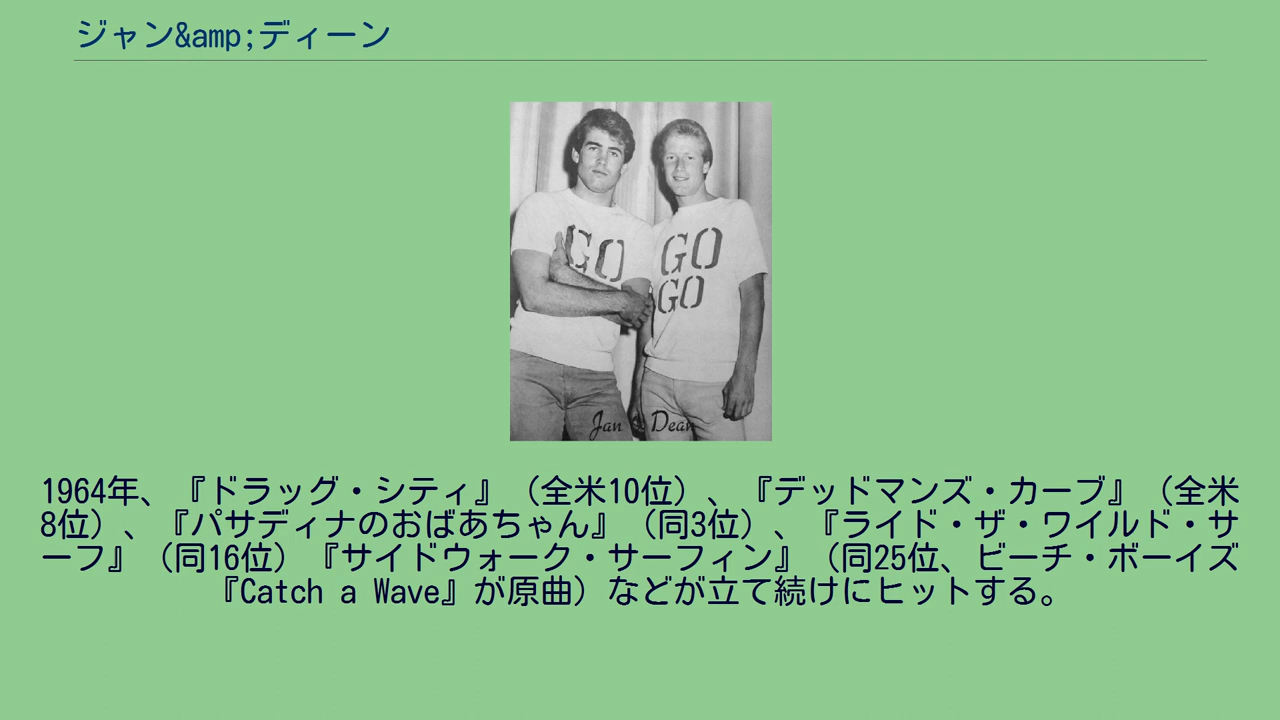 ジャン&amp;ディーン
GO
GO
GO
Jan & Dean
1964年、『ドラッグ・シティ』（全米10位）、『デッドマンズ・カーブ』（全米
8位）、『パサディナのおばあちゃん』（同3位）、『ライド・ザ・ワイルド・サ
ーフ』（同16位）『サイドウォーク・サーフィン』（同25位、ビーチ・ボーイズ
『Catch a Wave』が原曲）などが立て続けにヒットする。